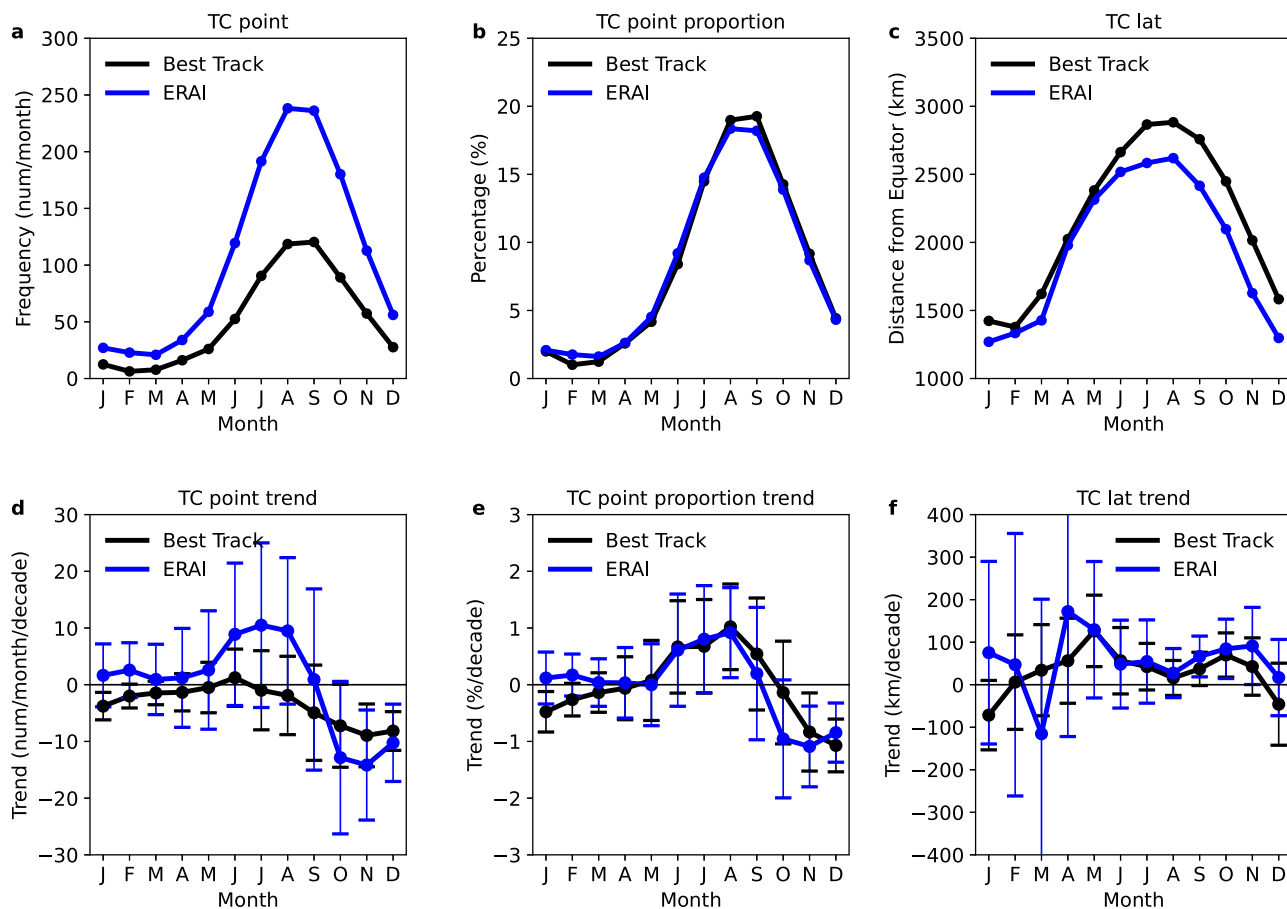 a
TC point
Frequency (num/month)
300
250
200
150
100
50
0
Best Track
ERAI
J F M A M J J A S O N D
Month
b
TC point proportion
Percentage (%)
25
20
15
10
5
0
Best Track
ERAI
J F M A M J J A S O N D
Month
c
TC lat
Distance from Equator (km)
3500
3000
2500
2000
1500
1000
Best Track
ERAI
J F M A M J J A S O N D
Month
d
TC point trend
Trend (num/month/decade)
30
20
10
0
−10
−20
−30
Best Track
ERAI
J F M A M J J A S O N D
Month
e
TC point proportion trend
Trend (%/decade)
3
2
1
0
−1
−2
−3
Best Track
ERAI
J F M A M J J A S O N D
Month
f
TC lat trend
Trend (km/decade)
400
300
200
100
0
−100
−200
−300
−400
Best Track
ERAI
J F M A M J J A S O N D
Month